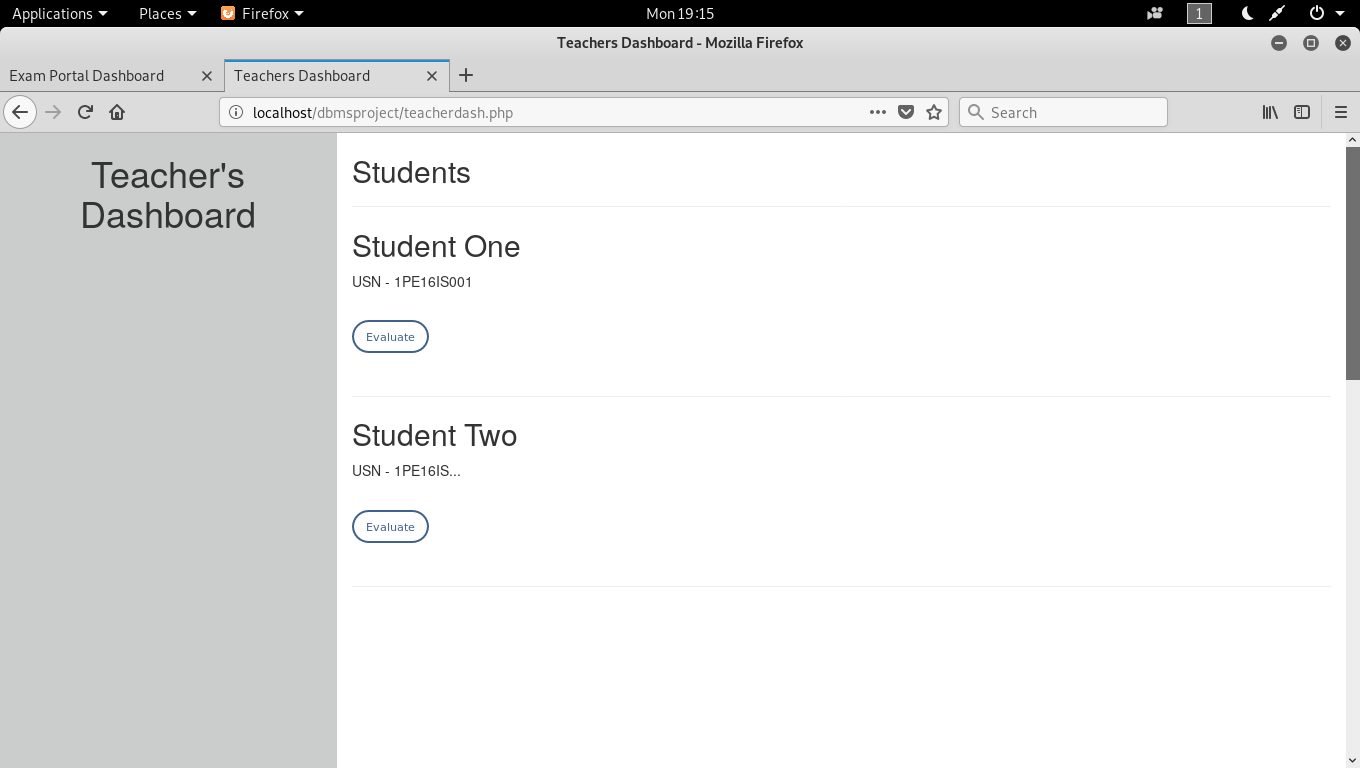 Applications
Places
Firefox
Mon 19:15
1
Teachers Dashboard - Mozilla Firefox
Exam Portal Dashboard
Teachers Dashboard
localhost/dbmsproject/teacherdash.php
Search
Teacher's
Dashboard
Students
Student One
USN - 1PE16IS001
Evaluate
Student Two
USN - 1PE16IS...
Evaluate